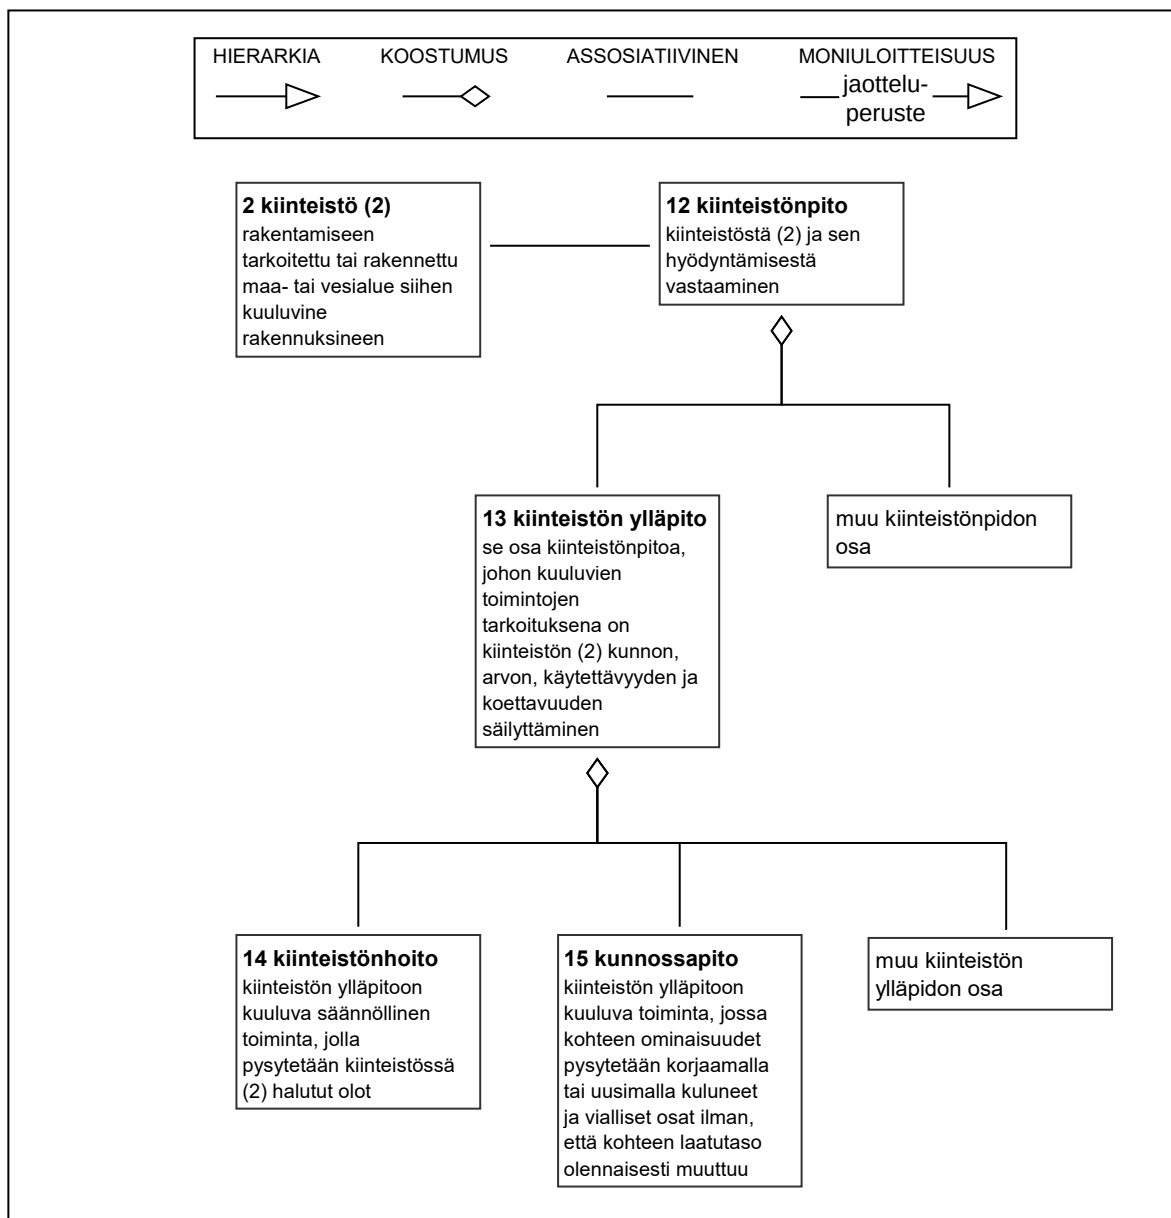 HIERARKIA
KOOSTUMUS
ASSOSIATIIVINEN
MONIULOITTEISUUS
jaottelu-
peruste
2 kiinteistö (2)
rakentamiseen
tarkoitettu tai rakennettu
maa- tai vesialue siihen
kuuluvine
rakennuksineen
12 kiinteistönpito
kiinteistöstä (2) ja sen
hyödyntämisestä
vastaaminen
13 kiinteistön ylläpito
se osa kiinteistönpitoa,
johon kuuluvien
toimintojen
tarkoituksena on
kiinteistön (2) kunnon,
arvon, käytettävyyden ja
koettavuuden
säilyttäminen
muu kiinteistönpidon
osa
14 kiinteistönhoito
kiinteistön ylläpitoon
kuuluva säännöllinen
toiminta, jolla
pysytetään kiinteistössä
(2) halutut olot
15 kunnossapito
kiinteistön ylläpitoon
kuuluva toiminta, jossa
kohteen ominaisuudet
pysytetään korjaamalla
tai uusimalla kuluneet
ja vialliset osat ilman,
että kohteen laatutaso
olennaisesti muuttuu
muu kiinteistön
ylläpidon osa